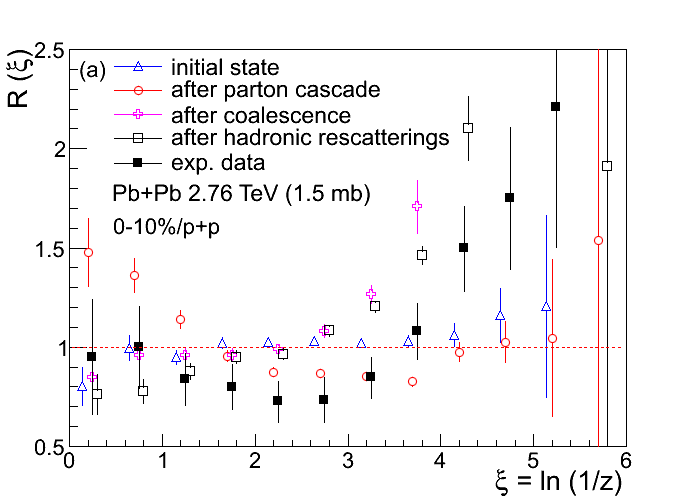 2.5
R (ξ)
(a)
initial state
after parton cascade
after coalescence
after hadronic rescatterings
exp. data
2
Pb+Pb 2.76 TeV (1.5 mb)
0-10%/p+p
1.5
1
0.5
0 1 2 3 4 5 6
ξ = ln (1/z)